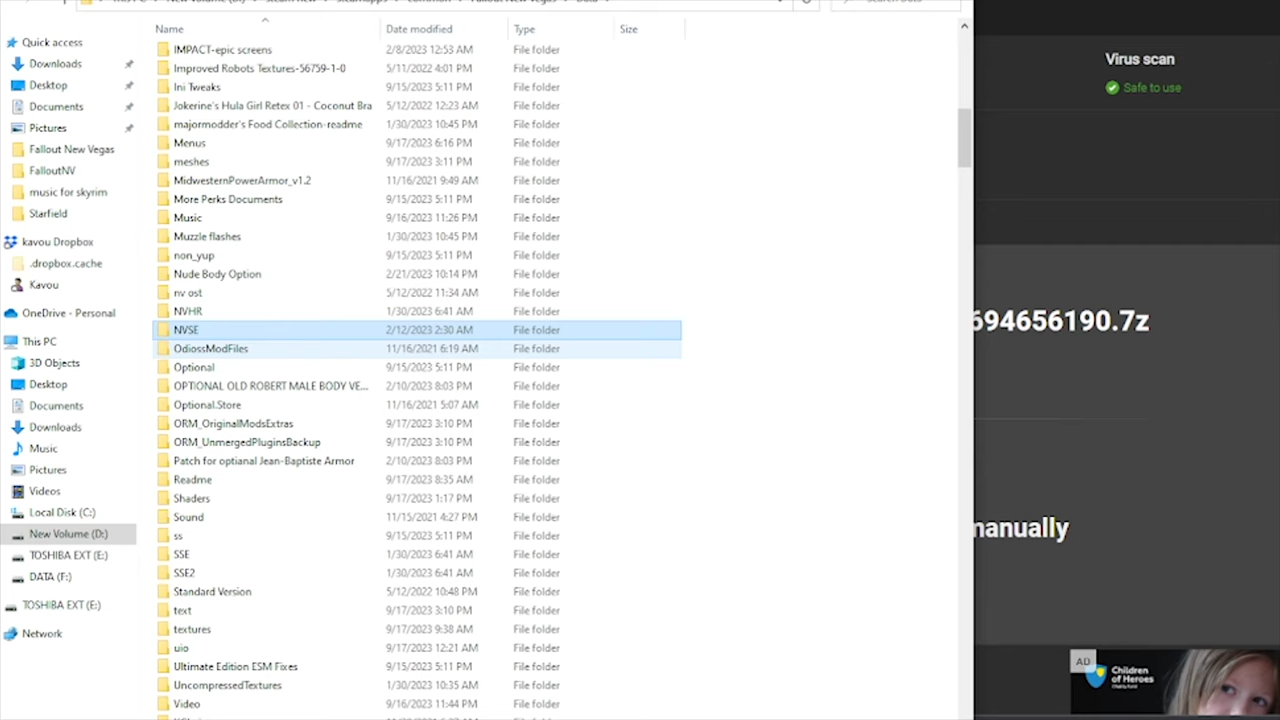 Name Date modified Type Size
Quick access
Downloads
Desktop
Documents
Pictures
Fallout New Vegas
FalloutNV
music for skyrim
Starfield
kavou Dropbox
.dropbox.cache
Kavou
OneDrive - Personal
This PC
3D Objects
Desktop
Documents
Downloads
Music
Pictures
Videos
Local Disk (C:)
New Volume (D:)
TOSHIBA EXT (E:)
DATA (F:)
TOSHIBA EXT (E:)
Network
IMPACT-epic screens 2/8/2023 12:53 AM File folder
Improved Robots Textures-56759-1-0 5/11/2022 4:01 PM File folder
Ini Tweaks 9/15/2023 5:11 PM File folder
Jokerine's Hula Girl Retex 01 - Coconut Bra 5/12/2022 12:23 AM File folder
majormodder's Food Collection-readme 1/30/2023 10:45 PM File folder
Menus 9/17/2023 6:16 PM File folder
meshes 9/17/2023 3:11 PM File folder
MidwesternPowerArmor_v1.2 11/16/2021 9:49 AM File folder
More Perks Documents 9/15/2023 5:11 PM File folder
Music 9/16/2023 11:26 PM File folder
Muzzle flashes 1/30/2023 10:45 PM File folder
non_yup 9/15/2023 5:11 PM File folder
Nude Body Option 2/21/2023 10:14 PM File folder
nv ost 5/12/2022 11:34 AM File folder
NVHR 1/30/2023 6:41 AM File folder
NVSE 2/12/2023 2:30 AM File folder
OdiossModFiles 11/16/2021 6:19 AM File folder
Optional 9/15/2023 5:11 PM File folder
OPTIONAL OLD ROBERT MALE BODY VE... 2/10/2023 8:03 PM File folder
Optional.Store 11/16/2021 5:07 AM File folder
ORM_OriginalModsExtras 9/17/2023 3:10 PM File folder
ORM_UnmergedPluginsBackup 9/17/2023 3:10 PM File folder
Patch for optianal Jean-Baptiste Armor 2/10/2023 8:03 PM File folder
Readme 9/17/2023 8:35 AM File folder
Shaders 9/17/2023 1:17 PM File folder
Sound 11/15/2021 4:27 PM File folder
ss 9/15/2023 5:11 PM File folder
SSE 1/30/2023 6:41 AM File folder
SSE2 1/30/2023 6:41 AM File folder
Standard Version 5/12/2022 10:48 PM File folder
text 9/17/2023 3:10 PM File folder
textures 9/17/2023 9:38 AM File folder
uio 9/17/2023 12:21 AM File folder
Ultimate Edition ESM Fixes 9/15/2023 5:11 PM File folder
UncompressedTextures 1/30/2023 10:35 AM File folder
Video 9/16/2023 11:44 PM File folder
Virus scan
Safe to use
694656190.7z
manually
AD
Children
of Heroes